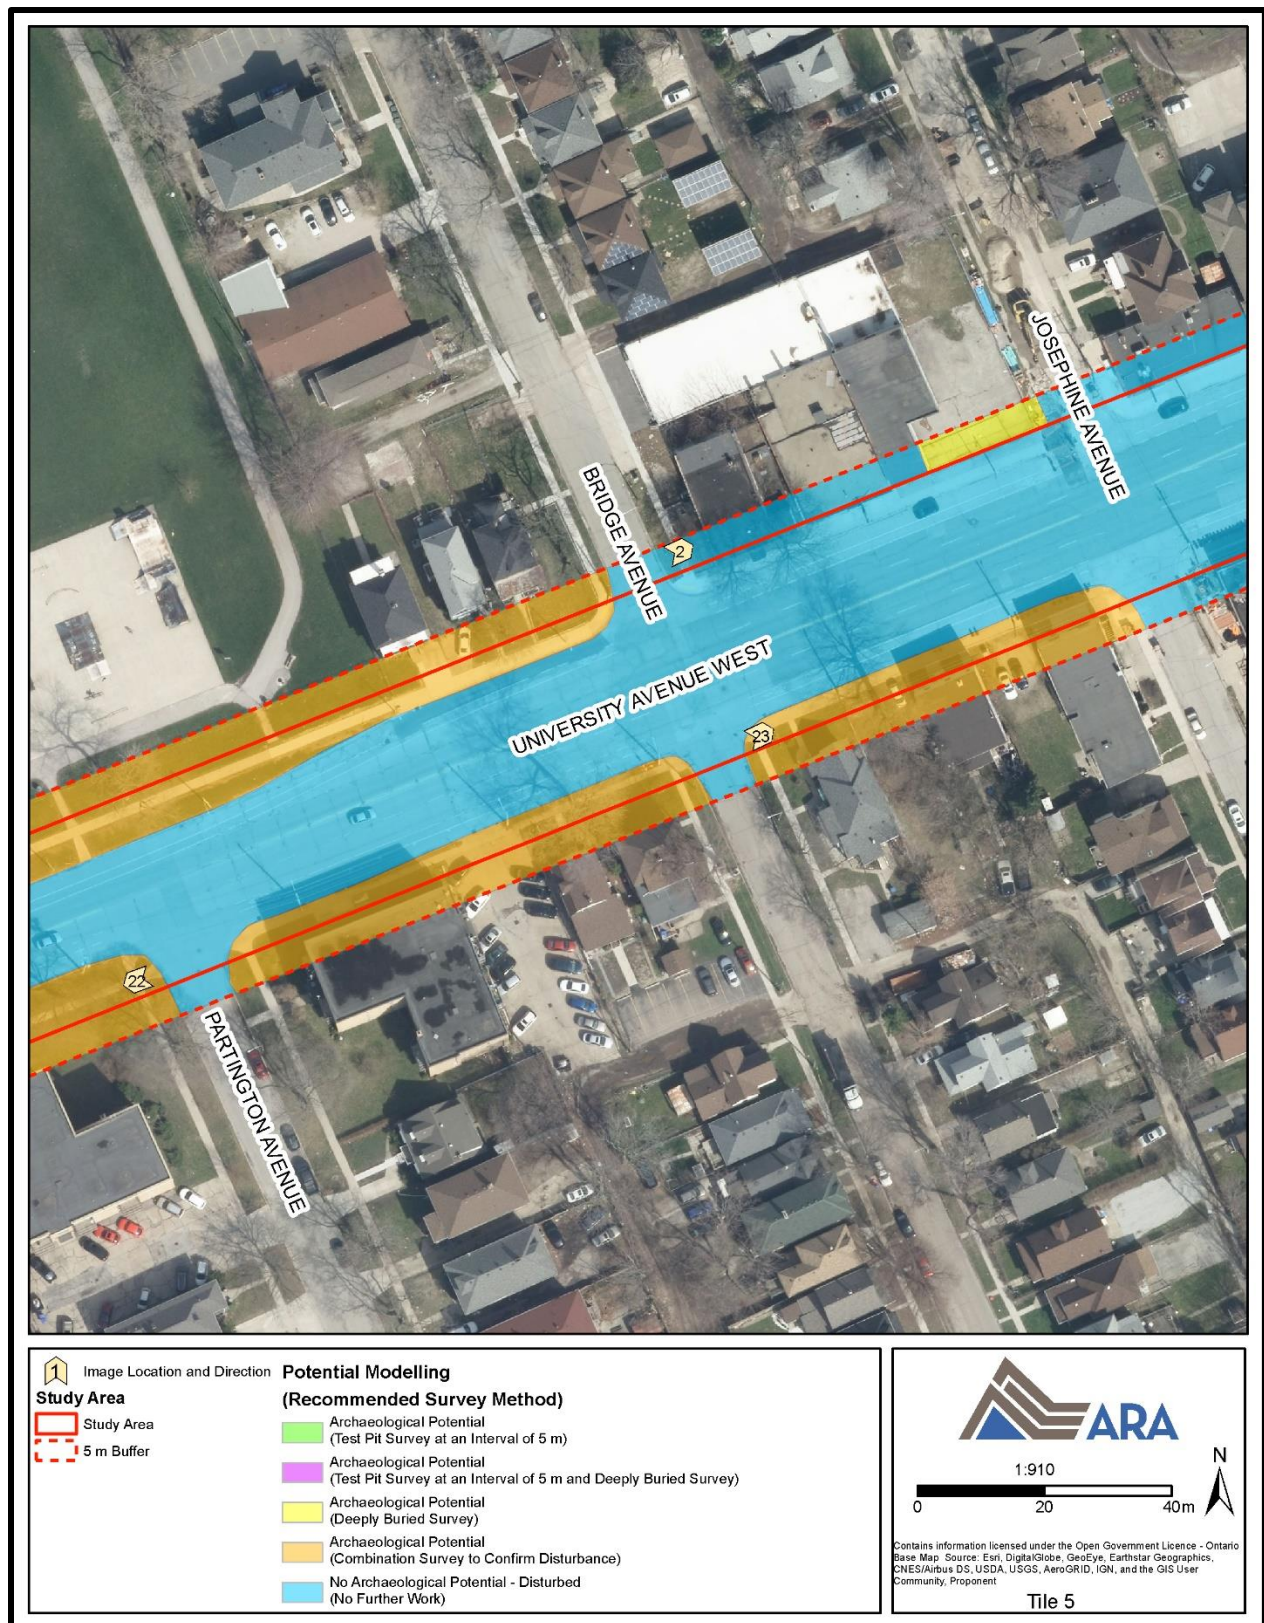 JOSEPHINE AVENUE
BRIDGE AVENUE
2
UNIVERSITY AVENUE WEST
23
22
PARTINGTON AVENUE
1 Image Location and Direction
Study Area
Study Area
5 m Buffer
Potential Modelling
(Recommended Survey Method)
Archaeological Potential
(Test Pit Survey at an Interval of 5 m)
Archaeological Potential
(Test Pit Survey at an Interval of 5 m and Deeply Buried Survey)
Archaeological Potential
(Deeply Buried Survey)
Archaeological Potential
(Combination Survey to Confirm Disturbance)
No Archaeological Potential - Disturbed
(No Further Work)
ARA
N
1:910
0 20 40m
Contains information licensed under the Open Government Licence - Ontario
Base Map Source: Esri, DigitalGlobe, GeoEye, Earthstar Geographics,
CNES/Airbus DS, USDA, USGS, AeroGRID, IGN, and the GIS User
Community, Proponent
Tile 5